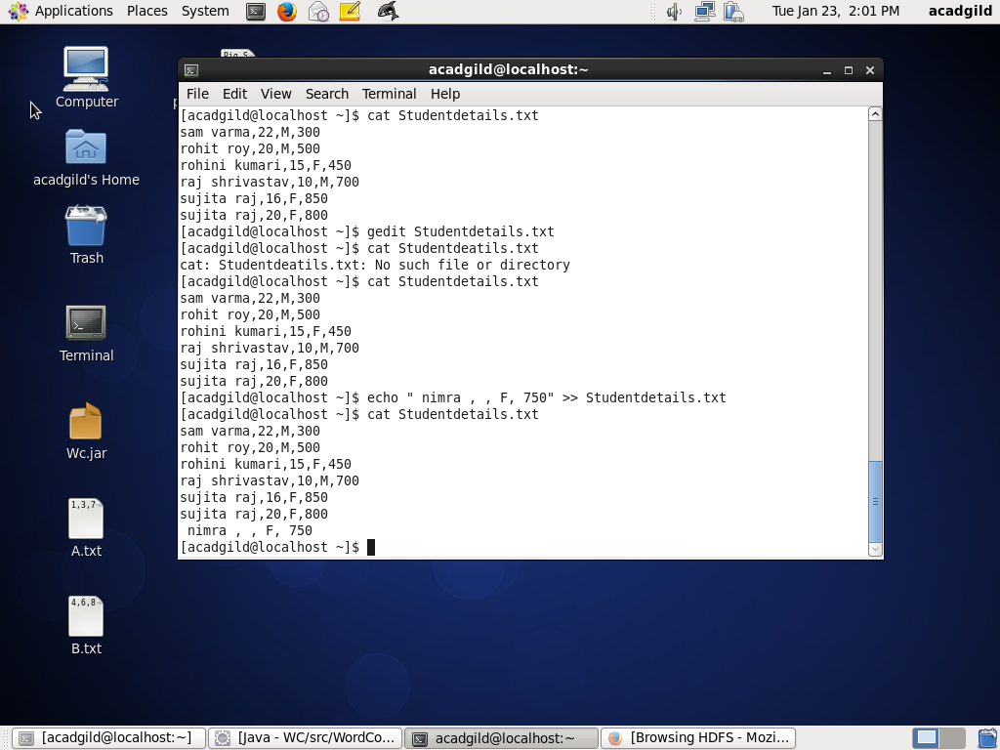 Applications Places System Tue Jan 23, 2:01 PM acadgild
Computer
acadgild's Home
Trash
Terminal
Wc.jar
1,3,7
A.txt
4,6,8
B.txt
Big S
acadgild@localhost:~
File Edit View Search Terminal Help
[acadgild@localhost ~]$ cat Studentdetails.txt
sam varma,22,M,300
rohit roy,20,M,500
rohini kumari,15,F,450
raj shrivastav,10,M,700
sujita raj,16,F,850
sujita raj,20,F,800
[acadgild@localhost ~]$ gedit Studentdetails.txt
[acadgild@localhost ~]$ cat Studentdeatils.txt
cat: Studentdeatils.txt: No such file or directory
[acadgild@localhost ~]$ cat Studentdetails.txt
sam varma,22,M,300
rohit roy,20,M,500
rohini kumari,15,F,450
raj shrivastav,10,M,700
sujita raj,16,F,850
sujita raj,20,F,800
[acadgild@localhost ~]$ echo " nimra , , F, 750" >> Studentdetails.txt
[acadgild@localhost ~]$ cat Studentdetails.txt
sam varma,22,M,300
rohit roy,20,M,500
rohini kumari,15,F,450
raj shrivastav,10,M,700
sujita raj,16,F,850
sujita raj,20,F,800
 nimra , , F, 750
[acadgild@localhost ~]$
[acadgild@localhost:~] [Java - WC/src/WordCo... acadgild@localhost:~ [Browsing HDFS - Mozi...